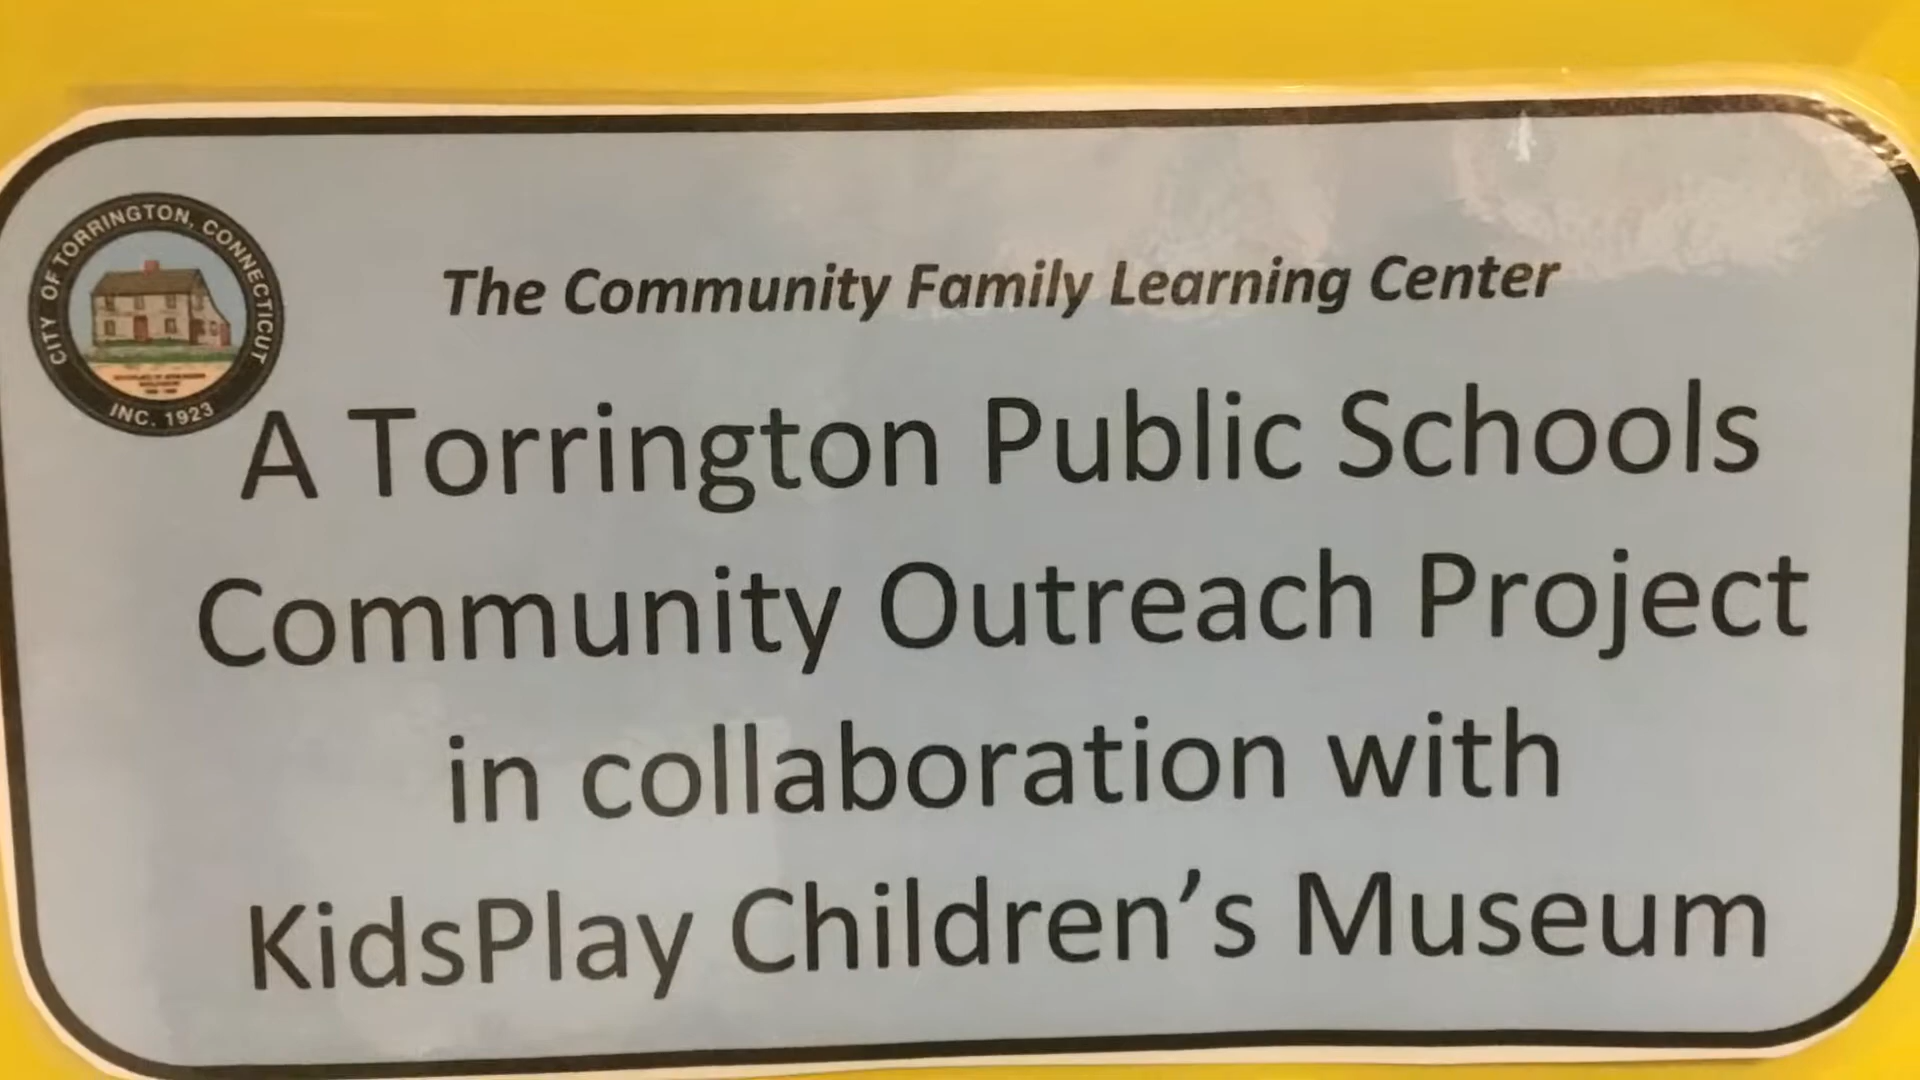 CITY OF TORRINGTON, CONNECTICUT
INC. 1923
The Community Family Learning Center
A Torrington Public Schools
Community Outreach Project
in collaboration with
KidsPlay Children’s Museum